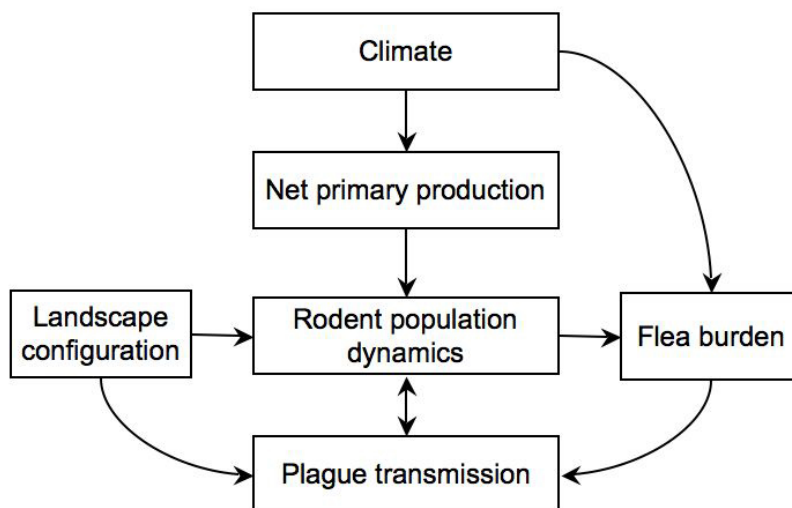 Climate
Net primary production
Landscape
configuration
Rodent population
dynamics
Flea burden
Plague transmission